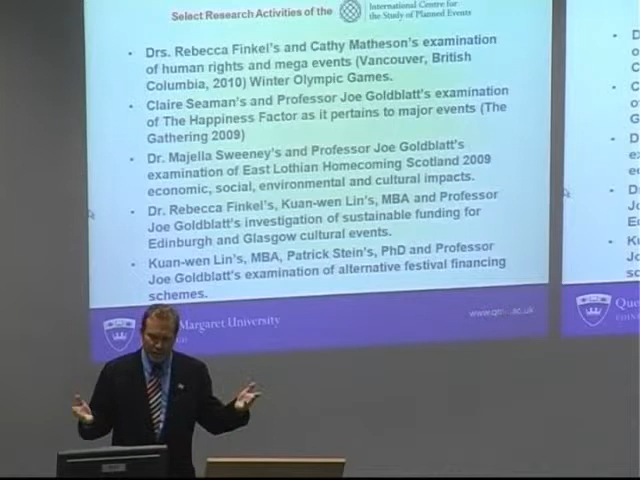 Select Research Activities of the
International Centre for
the Study of Planned Events
• Drs. Rebecca Finkel's and Cathy Matheson's examination
of human rights and mega events (Vancouver, British
Columbia, 2010) Winter Olympic Games.
• Claire Seaman's and Professor Joe Goldblatt's examination
of The Happiness Factor as it pertains to major events (The
Gathering 2009)
• Dr. Majella Sweeney's and Professor Joe Goldblatt's
examination of East Lothian Homecoming Scotland 2009
economic, social, environmental and cultural impacts.
• Dr. Rebecca Finkel's, Kuan-wen Lin's, MBA and Professor
Joe Goldblatt's investigation of sustainable funding for
Edinburgh and Glasgow cultural events.
• Kuan-wen Lin's, MBA, Patrick Stein's, PhD and Professor
Joe Goldblatt's examination of alternative festival financing
schemes.
Margaret University